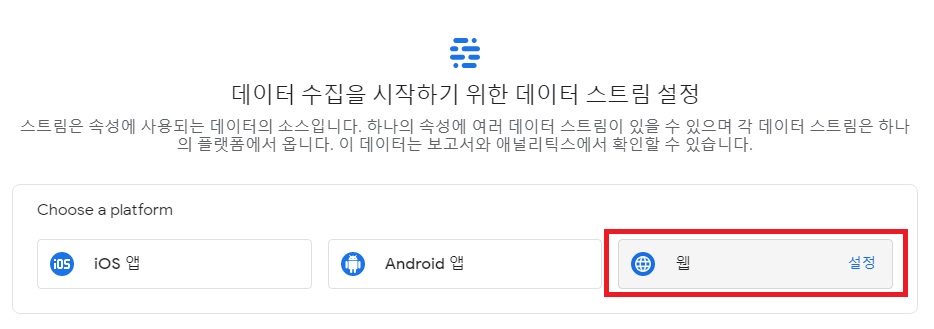 데이터 수집을 시작하기 위한 데이터 스트림 설정
스트림은 속성에 사용되는 데이터의 소스입니다. 하나의 속성에 여러 데이터 스트림이 있을 수 있으며 각 데이터 스트림은 하나
의 플랫폼에서 옵니다. 이 데이터는 보고서와 애널리틱스에서 확인할 수 있습니다.
Choose a platform
iOS iOS 앱
Android 앱
웹 설정